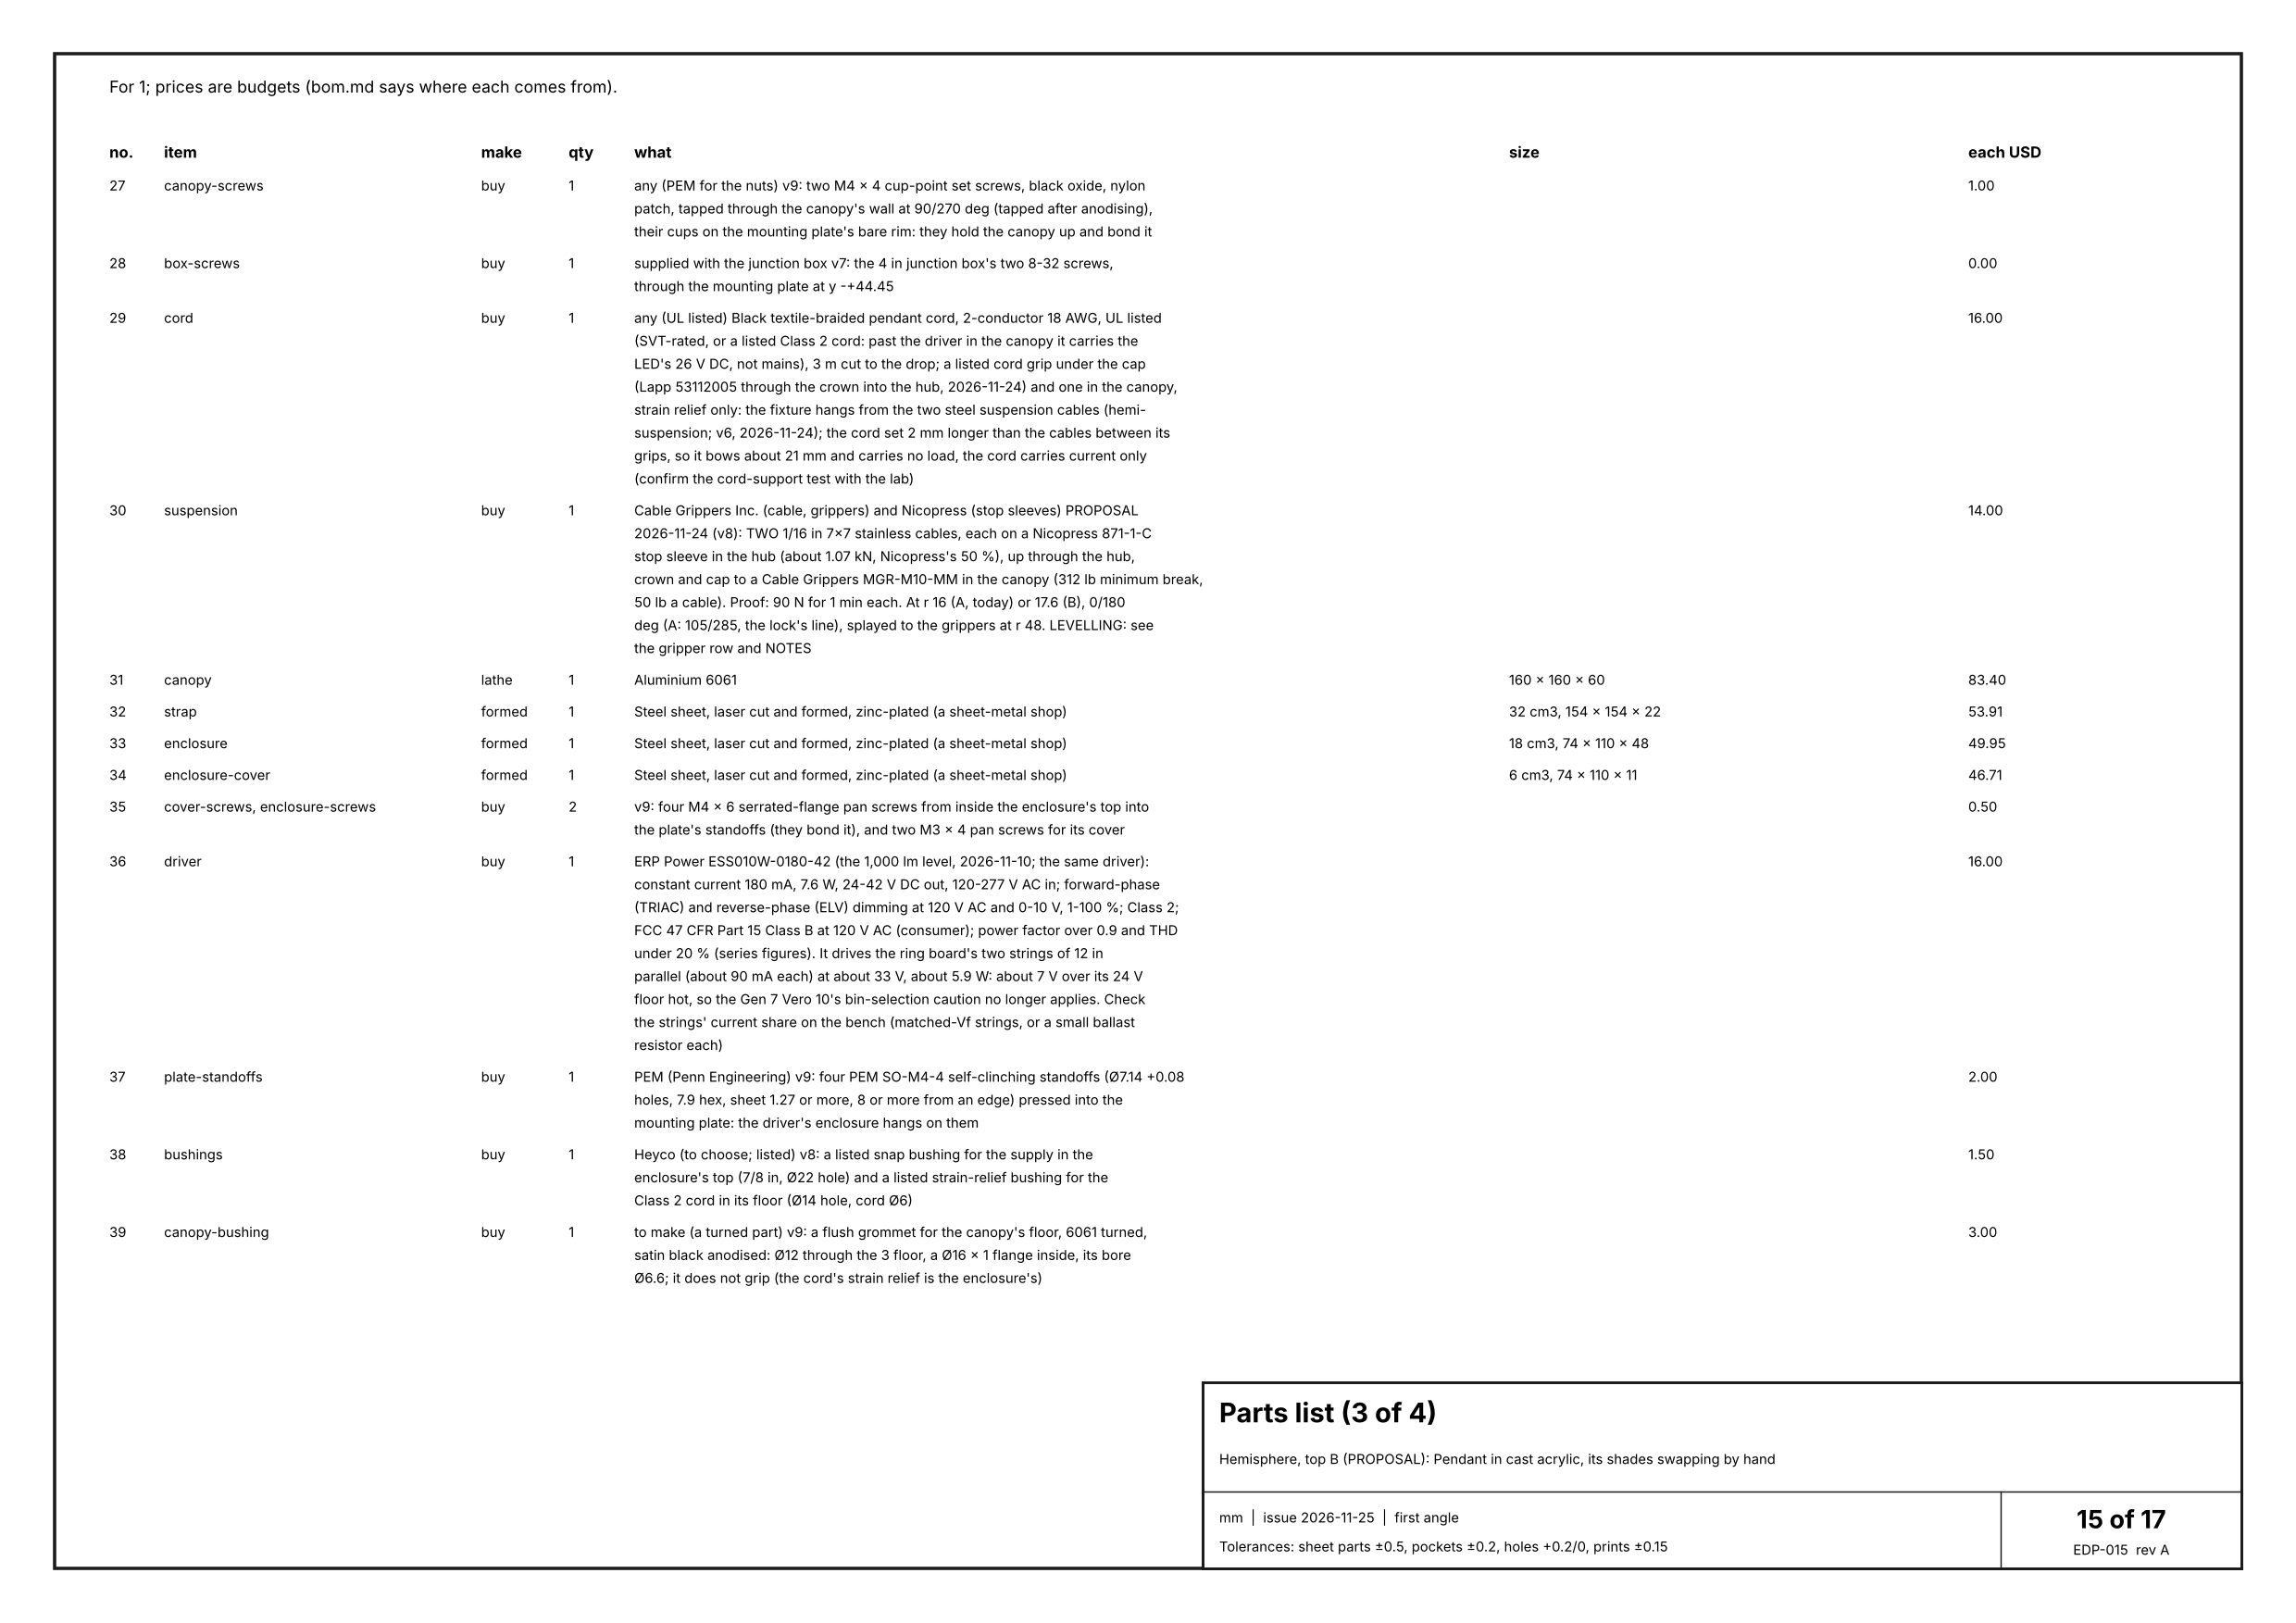 For 1; prices are budgets (bom.md says where each comes from).
no. item make qty what size each USD
27 canopy-screws buy 1 any (PEM for the nuts) v9: two M4 × 4 cup-point set screws, black oxide, nylon 1.00
patch, tapped through the canopy's wall at 90/270 deg (tapped after anodising),
their cups on the mounting plate's bare rim: they hold the canopy up and bond it
28 box-screws buy 1 supplied with the junction box v7: the 4 in junction box's two 8-32 screws, 0.00
through the mounting plate at y -+44.45
29 cord buy 1 any (UL listed) Black textile-braided pendant cord, 2-conductor 18 AWG, UL listed 16.00
(SVT-rated, or a listed Class 2 cord: past the driver in the canopy it carries the
LED's 26 V DC, not mains), 3 m cut to the drop; a listed cord grip under the cap
(Lapp 53112005 through the crown into the hub, 2026-11-24) and one in the canopy,
strain relief only: the fixture hangs from the two steel suspension cables (hemi-
suspension; v6, 2026-11-24); the cord set 2 mm longer than the cables between its
grips, so it bows about 21 mm and carries no load, the cord carries current only
(confirm the cord-support test with the lab)
30 suspension buy 1 Cable Grippers Inc. (cable, grippers) and Nicopress (stop sleeves) PROPOSAL 14.00
2026-11-24 (v8): TWO 1/16 in 7×7 stainless cables, each on a Nicopress 871-1-C
stop sleeve in the hub (about 1.07 kN, Nicopress's 50 %), up through the hub,
crown and cap to a Cable Grippers MGR-M10-MM in the canopy (312 lb minimum break,
50 lb a cable). Proof: 90 N for 1 min each. At r 16 (A, today) or 17.6 (B), 0/180
deg (A: 105/285, the lock's line), splayed to the grippers at r 48. LEVELLING: see
the gripper row and NOTES
31 canopy lathe 1 Aluminium 6061 160 × 160 × 60 83.40
32 strap formed 1 Steel sheet, laser cut and formed, zinc-plated (a sheet-metal shop) 32 cm3, 154 × 154 × 22 53.91
33 enclosure formed 1 Steel sheet, laser cut and formed, zinc-plated (a sheet-metal shop) 18 cm3, 74 × 110 × 48 49.95
34 enclosure-cover formed 1 Steel sheet, laser cut and formed, zinc-plated (a sheet-metal shop) 6 cm3, 74 × 110 × 11 46.71
35 cover-screws, enclosure-screws buy 2 v9: four M4 × 6 serrated-flange pan screws from inside the enclosure's top into 0.50
the plate's standoffs (they bond it), and two M3 × 4 pan screws for its cover
36 driver buy 1 ERP Power ESS010W-0180-42 (the 1,000 lm level, 2026-11-10; the same driver): 16.00
constant current 180 mA, 7.6 W, 24-42 V DC out, 120-277 V AC in; forward-phase
(TRIAC) and reverse-phase (ELV) dimming at 120 V AC and 0-10 V, 1-100 %; Class 2;
FCC 47 CFR Part 15 Class B at 120 V AC (consumer); power factor over 0.9 and THD
under 20 % (series figures). It drives the ring board's two strings of 12 in
parallel (about 90 mA each) at about 33 V, about 5.9 W: about 7 V over its 24 V
floor hot, so the Gen 7 Vero 10's bin-selection caution no longer applies. Check
the strings' current share on the bench (matched-Vf strings, or a small ballast
resistor each)
37 plate-standoffs buy 1 PEM (Penn Engineering) v9: four PEM SO-M4-4 self-clinching standoffs (Ø7.14 +0.08 2.00
holes, 7.9 hex, sheet 1.27 or more, 8 or more from an edge) pressed into the
mounting plate: the driver's enclosure hangs on them
38 bushings buy 1 Heyco (to choose; listed) v8: a listed snap bushing for the supply in the 1.50
enclosure's top (7/8 in, Ø22 hole) and a listed strain-relief bushing for the
Class 2 cord in its floor (Ø14 hole, cord Ø6)
39 canopy-bushing buy 1 to make (a turned part) v9: a flush grommet for the canopy's floor, 6061 turned, 3.00
satin black anodised: Ø12 through the 3 floor, a Ø16 × 1 flange inside, its bore
Ø6.6; it does not grip (the cord's strain relief is the enclosure's)
Parts list (3 of 4)
Hemisphere, top B (PROPOSAL): Pendant in cast acrylic, its shades swapping by hand
mm | issue 2026-11-25 | first angle
Tolerances: sheet parts ±0.5, pockets ±0.2, holes +0.2/0, prints ±0.15
15 of 17
EDP-015 rev A